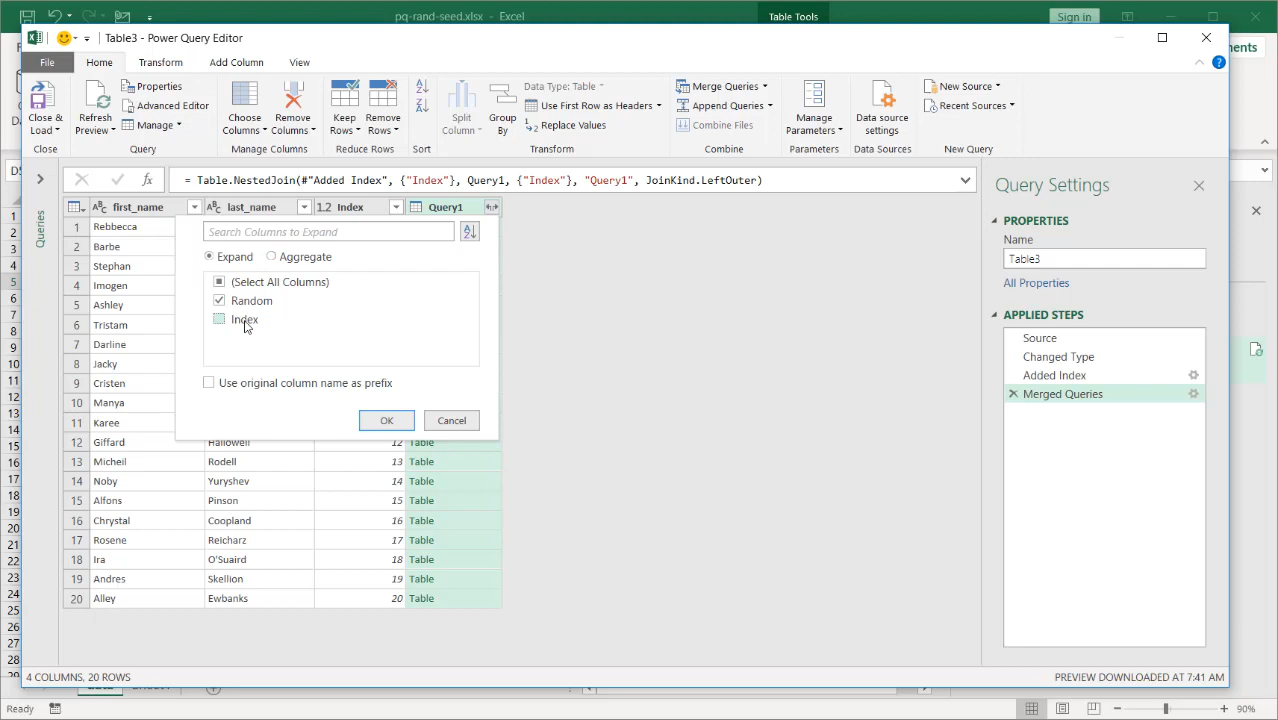 pq-rand-seed.xlsx - Excel
Table Tools
Sign in
Table3 - Power Query Editor
File
Home
Transform
Add Column
View
Close & Load
Refresh Preview
Properties
Advanced Editor
Manage
Choose Columns
Remove Columns
Keep Rows
Remove Rows
Split Column
Group By
Data Type: Table
Use First Row as Headers
Replace Values
Merge Queries
Append Queries
Combine Files
Manage Parameters
Data source settings
New Source
Recent Sources
Close
Query
Manage Columns
Reduce Rows
Sort
Transform
Combine
Parameters
Data Sources
New Query
= Table.NestedJoin(#"Added Index", {"Index"}, Query1, {"Index"}, "Query1", JoinKind.LeftOuter)
Queries
first_name last_name 1.2 Index Query1
1 Rebbecca
2 Barbe
3 Stephan
4 Imogen
5 Ashley
6 Tristam
7 Darline
8 Jacky
9 Cristen
10 Manya
11 Karee
12 Giffard Hallowell 12 Table
13 Micheil Rodell 13 Table
14 Noby Yuryshev 14 Table
15 Alfons Pinson 15 Table
16 Chrystal Coopland 16 Table
17 Rosene Reicharz 17 Table
18 Ira O'Suaird 18 Table
19 Andres Skellion 19 Table
20 Alley Ewbanks 20 Table
Search Columns to Expand
Expand Aggregate
(Select All Columns)
Random
Index
Use original column name as prefix
OK Cancel
Query Settings
PROPERTIES
Name
Table3
All Properties
APPLIED STEPS
Source
Changed Type
Added Index
Merged Queries
4 COLUMNS, 20 ROWS
PREVIEW DOWNLOADED AT 7:41 AM
Ready
90%